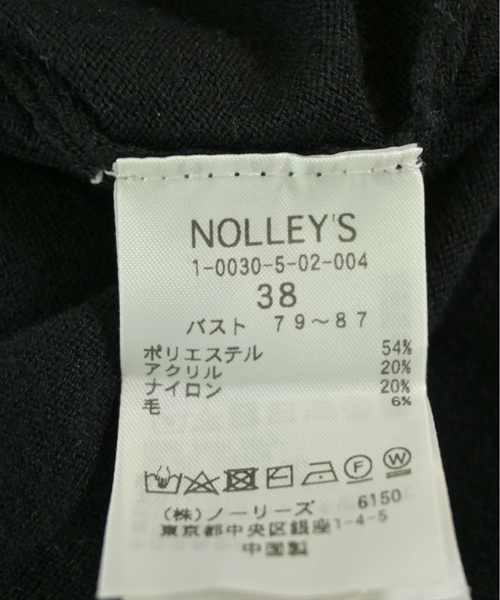 NOLLEY'S
1-0030-5-02-004
38
バスト 79~87
ポリエステル 54%
アクリル 20%
ナイロン 20%
毛 6%
F W
(株)ノーリーズ 6150
東京都中央区銀座1-4-5
中国製